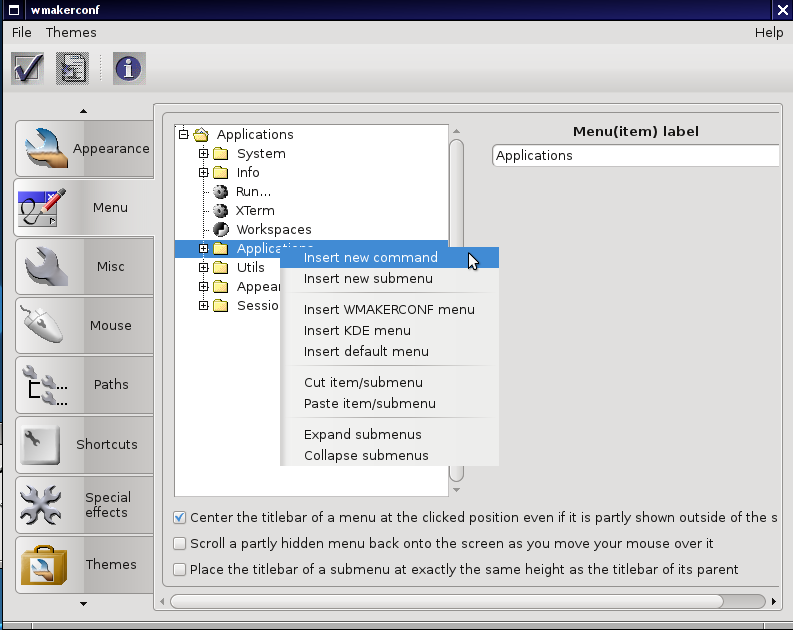 wmakerconf
File Themes Help
Appearance
Menu
Misc
Mouse
Paths
Shortcuts
Special
effects
Themes
Applications
System
Info
Run...
XTerm
Workspaces
Applications
Utils
Appear
Sessio
Insert new command
Insert new submenu
Insert WMAKERCONF menu
Insert KDE menu
Insert default menu
Cut item/submenu
Paste item/submenu
Expand submenus
Collapse submenus
Menu(item) label
Applications
Center the titlebar of a menu at the clicked position even if it is partly shown outside of the s
Scroll a partly hidden menu back onto the screen as you move your mouse over it
Place the titlebar of a submenu at exactly the same height as the titlebar of its parent